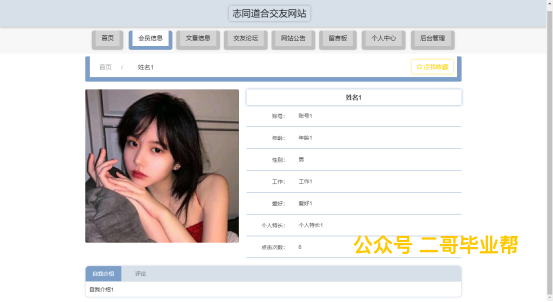 志同道合交友网站
首页 会员信息 文章信息 交友论坛 网站公告 留言板 个人中心 后台管理
首页 / 姓名1
点我收藏
姓名1
账号： 账号1
年龄： 年龄1
性别： 男
工作： 工作1
爱好： 爱好1
个人特长： 个人特长1
点击次数： 6
公众号 二哥毕业帮
自我介绍 评论
自我介绍1